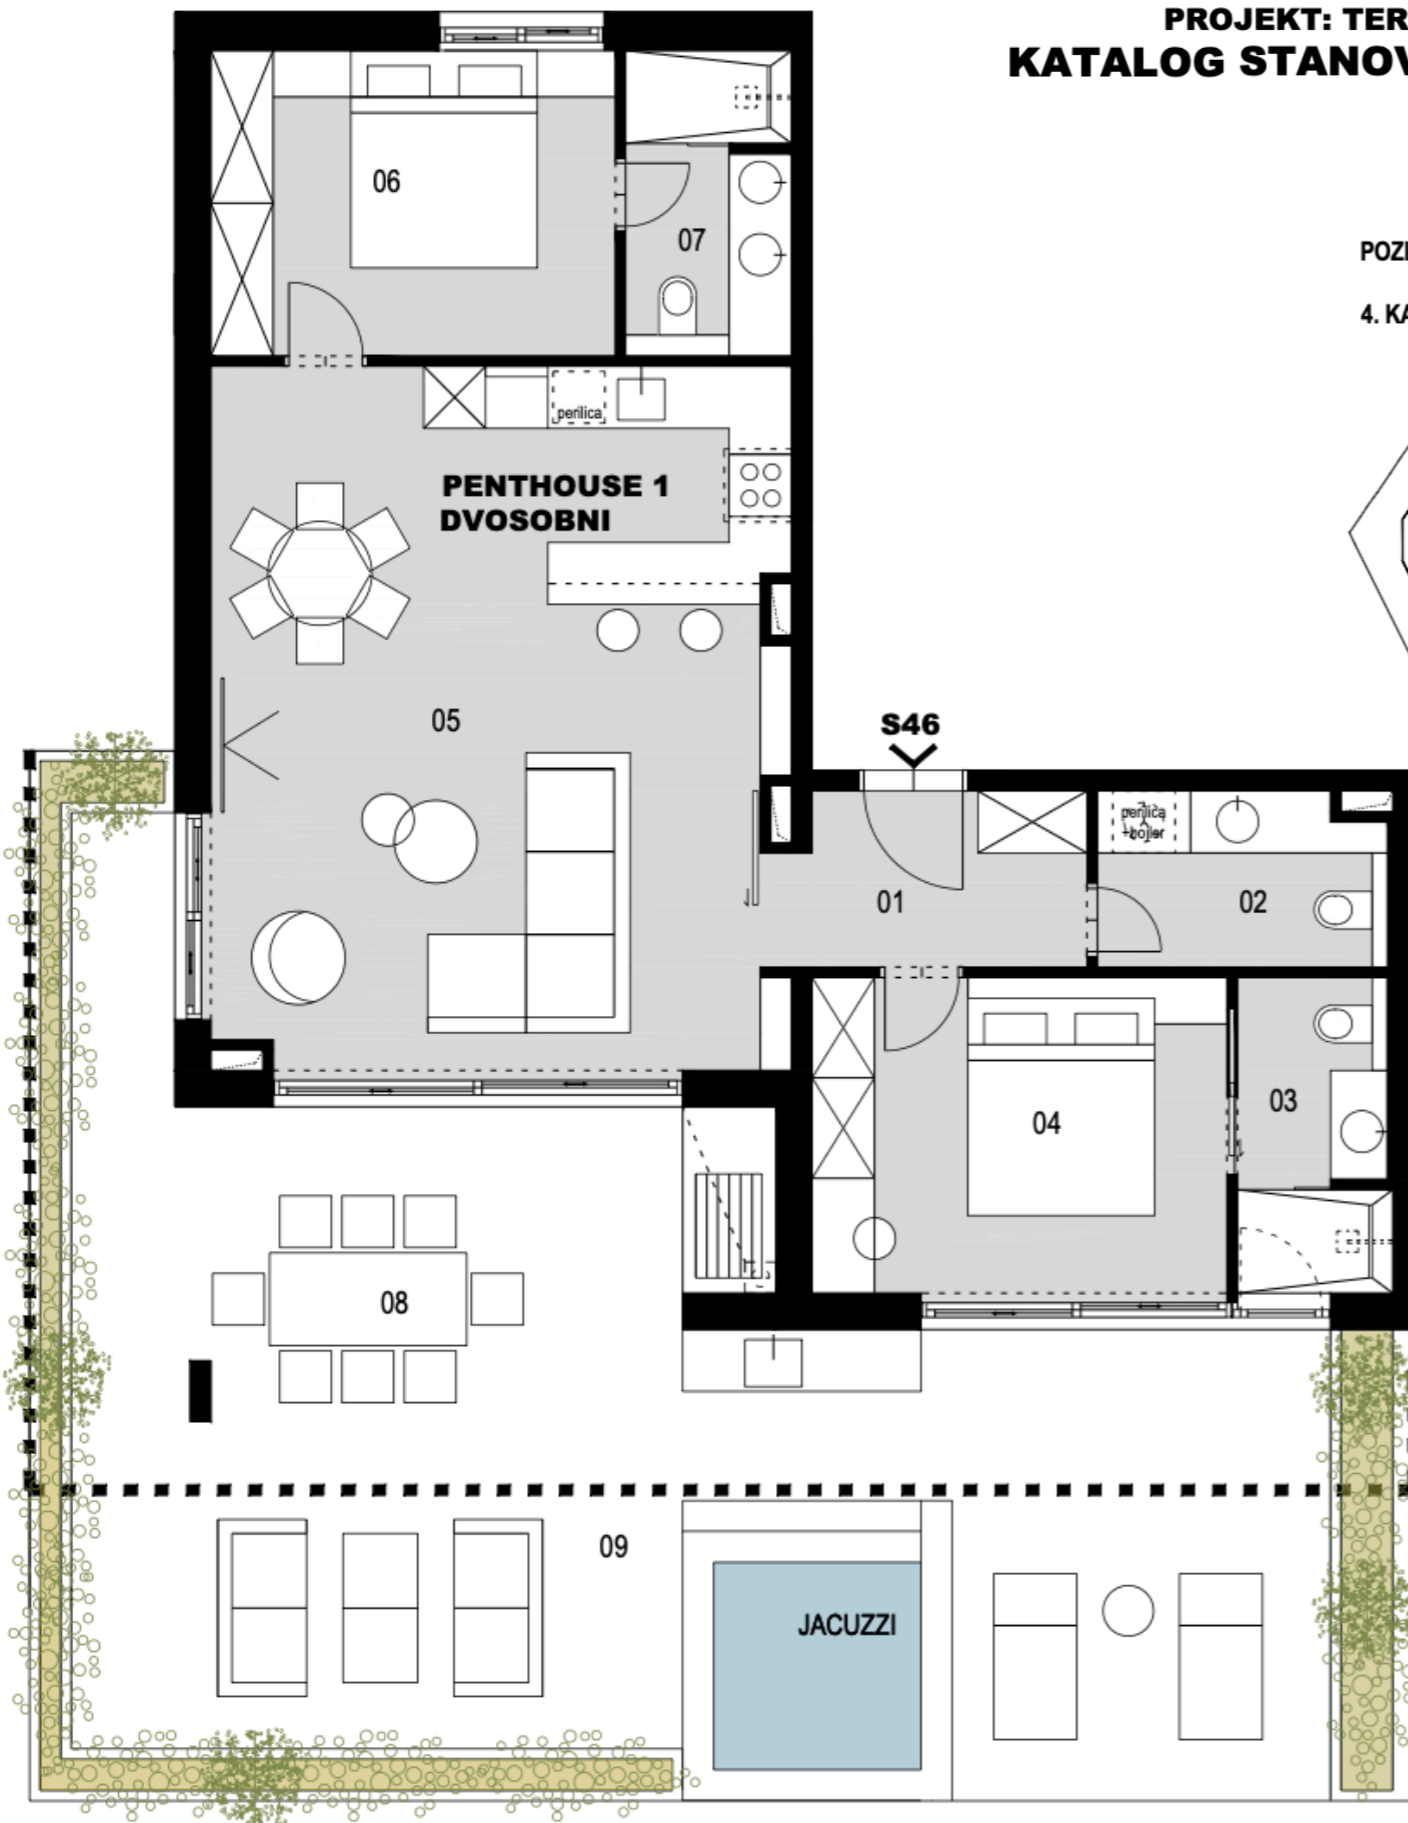 PROJEKT: TER
KATALOG STANOV
06
07
POZI
4. KA
perilica
PENTHOUSE 1
DVOSOBNI
05
S46
perilica
+bojler
01
02
03
04
08
09
JACUZZI